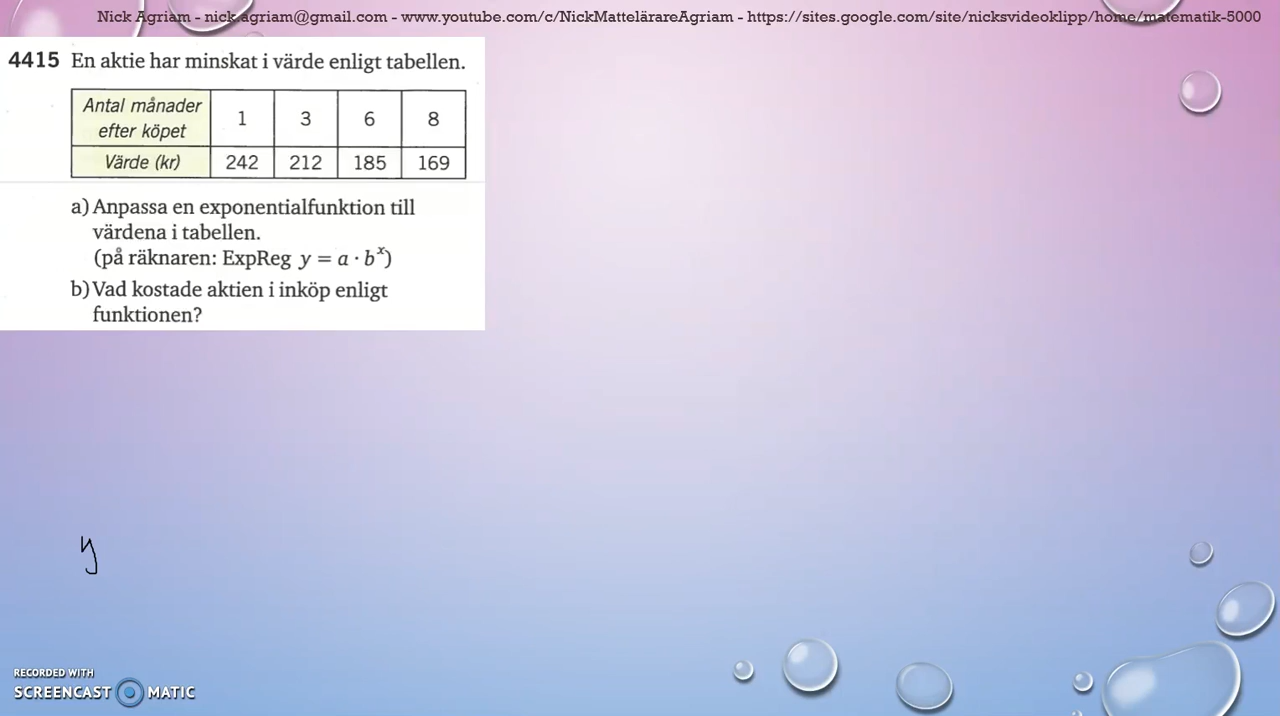 Nick Agriam - nick.agriam@gmail.com - www.youtube.com/c/NickMattelärareAgriam - https://sites.google.com/site/nicksvideoklipp/home/matematik-5000
4415 En aktie har minskat i värde enligt tabellen.
Antal månader efter köpet 1 3 6 8
Värde (kr) 242 212 185 169
a) Anpassa en exponentialfunktion till
värdena i tabellen.
(på räknaren: ExpReg y = a · b^x)
b) Vad kostade aktien i inköp enligt
funktionen?
y
RECORDED WITH
SCREENCAST MATIC